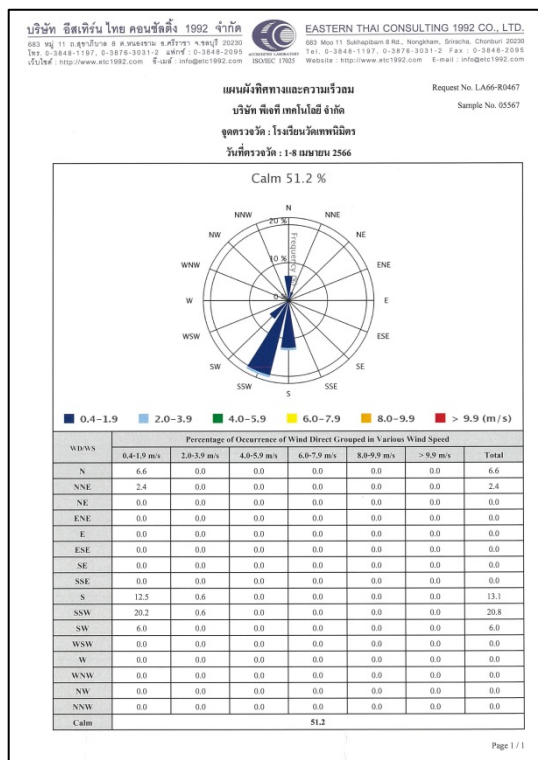 บริษัท อีสเทิร์น ไทย คอนซัลติ้ง 1992 จำกัด
683 หมู่ 11 ถ.สุขาภิบาล 8 ต.หนองขาม อ.ศรีราชา จ.ชลบุรี 20230
โทร. 0-3848-1197, 0-3876-3031-2 แฟกซ์ : 0-3848-2095
เว็บไซต์ : http://www.etc1992.com อี-เมล์ : info@etc1992.com
ACCREDITED LABORATORY
ISO/IEC 17025
EASTERN THAI CONSULTING 1992 CO., LTD.
683 Moo 11 Sukhapibarn 8 Rd., Nongkham, Sriracha, Chonburi 20230
Tel. 0-3848-1197, 0-3876-3031-2 Fax : 0-3848-2095
Website : http://www.etc1992.com E-mail : info@etc1992.com
แผนผังทิศทางและความเร็วลม
Request No. LA66-R0467
บริษัท พีเจที เทคโนโลยี จำกัด
Sample No. 05567
จุดตรวจวัด : โรงเรียนวัดเทพนิมิตร
วันที่ตรวจวัด : 1-8 เมษายน 2566
Calm 51.2 %
N
NNW
NNE
20 %
NW
NE
Frequency
10 %
WNW
ENE
0 %
W
E
WSW
ESE
SW
SE
SSW
SSE
S
0.4-1.9 2.0-3.9 4.0-5.9 6.0-7.9 8.0-9.9 > 9.9 (m/s)
WD/WS Percentage of Occurrence of Wind Direct Grouped in Various Wind Speed
0.4-1.9 m/s 2.0-3.9 m/s 4.0-5.9 m/s 6.0-7.9 m/s 8.0-9.9 m/s > 9.9 m/s Total
N 6.6 0.0 0.0 0.0 0.0 0.0 6.6
NNE 2.4 0.0 0.0 0.0 0.0 0.0 2.4
NE 0.0 0.0 0.0 0.0 0.0 0.0 0.0
ENE 0.0 0.0 0.0 0.0 0.0 0.0 0.0
E 0.0 0.0 0.0 0.0 0.0 0.0 0.0
ESE 0.0 0.0 0.0 0.0 0.0 0.0 0.0
SE 0.0 0.0 0.0 0.0 0.0 0.0 0.0
SSE 0.0 0.0 0.0 0.0 0.0 0.0 0.0
S 12.5 0.6 0.0 0.0 0.0 0.0 13.1
SSW 20.2 0.6 0.0 0.0 0.0 0.0 20.8
SW 6.0 0.0 0.0 0.0 0.0 0.0 6.0
WSW 0.0 0.0 0.0 0.0 0.0 0.0 0.0
W 0.0 0.0 0.0 0.0 0.0 0.0 0.0
WNW 0.0 0.0 0.0 0.0 0.0 0.0 0.0
NW 0.0 0.0 0.0 0.0 0.0 0.0 0.0
NNW 0.0 0.0 0.0 0.0 0.0 0.0 0.0
Calm 51.2
Page 1 / 1